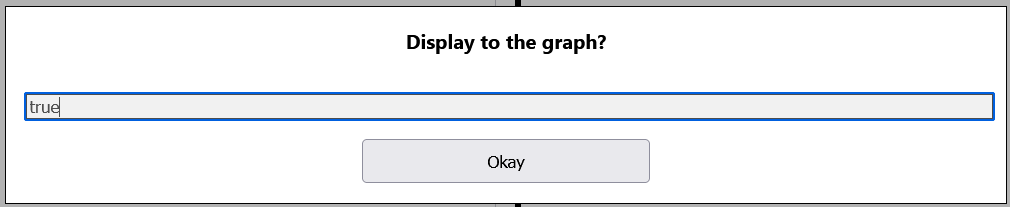 Display to the graph?
true
Okay